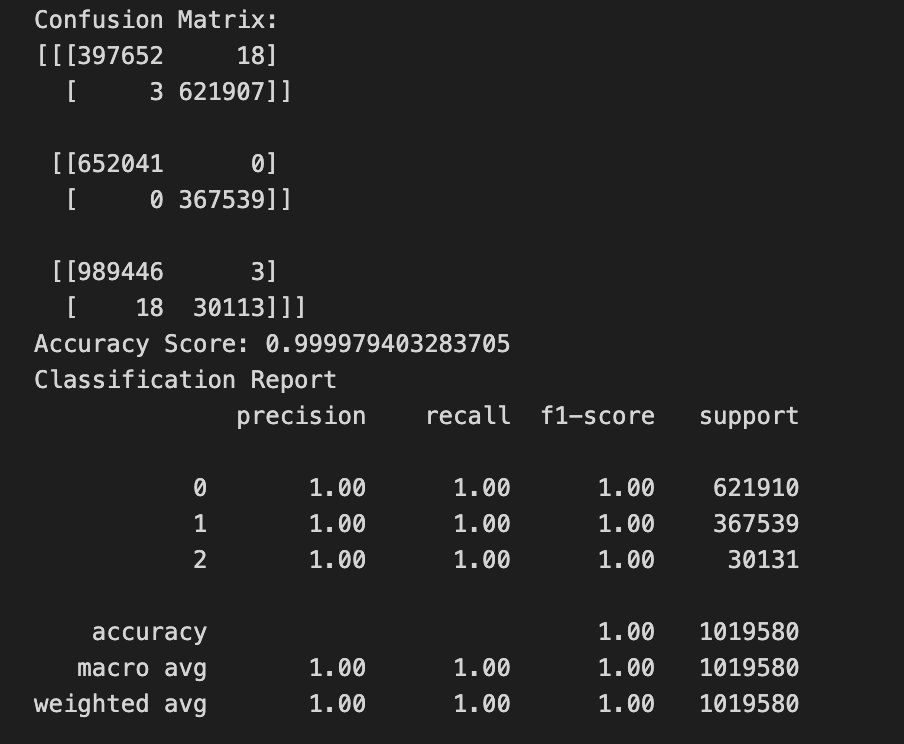 Confusion Matrix:
[[[397652     18]
  [     3 621907]]

 [[652041      0]
  [     0 367539]]

 [[989446      3]
  [    18  30113]]]
Accuracy Score: 0.999979403283705
Classification Report
              precision    recall  f1-score   support

           0       1.00      1.00      1.00    621910
           1       1.00      1.00      1.00    367539
           2       1.00      1.00      1.00     30131

    accuracy                           1.00   1019580
   macro avg       1.00      1.00      1.00   1019580
weighted avg       1.00      1.00      1.00   1019580